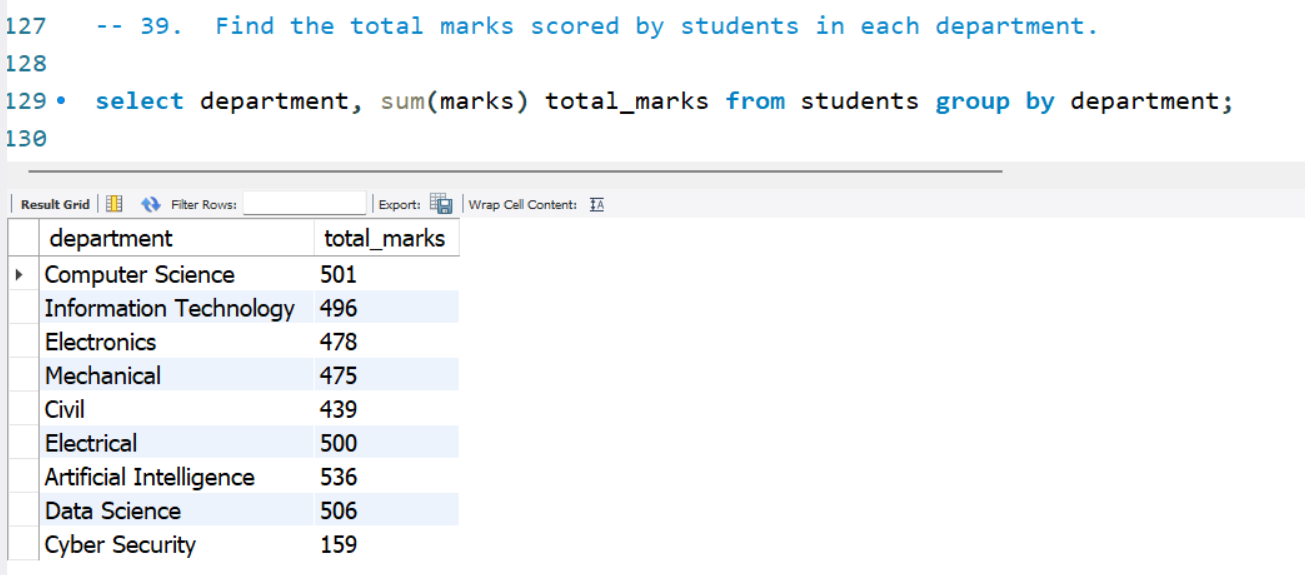 127 -- 39.  Find the total marks scored by students in each department.
128
129 • select department, sum(marks) total_marks from students group by department;
130
Result Grid Filter Rows: Export: Wrap Cell Content: IA
department total_marks
Computer Science 501
Information Technology 496
Electronics 478
Mechanical 475
Civil 439
Electrical 500
Artificial Intelligence 536
Data Science 506
Cyber Security 159